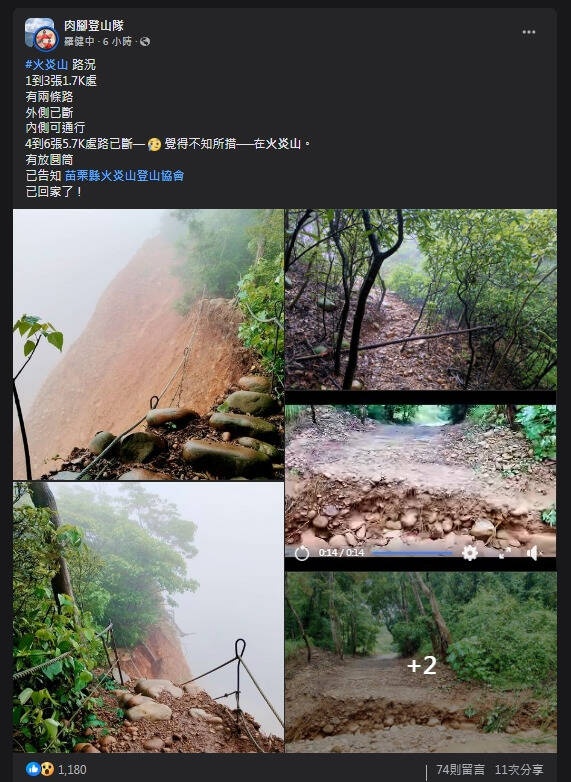 肉腳登山隊
羅健中 · 6 小時 ·
#火炎山 路況
1到3張1.7K處
有兩條路
外側已斷
內側可通行
4到6張5.7K處路已斷— 覺得不知所措──在火炎山。
有放圓筒
已告知 苗栗縣火炎山登山協會
已回家了！
0:14 / 0:14
+2
1,180
74則留言 11次分享